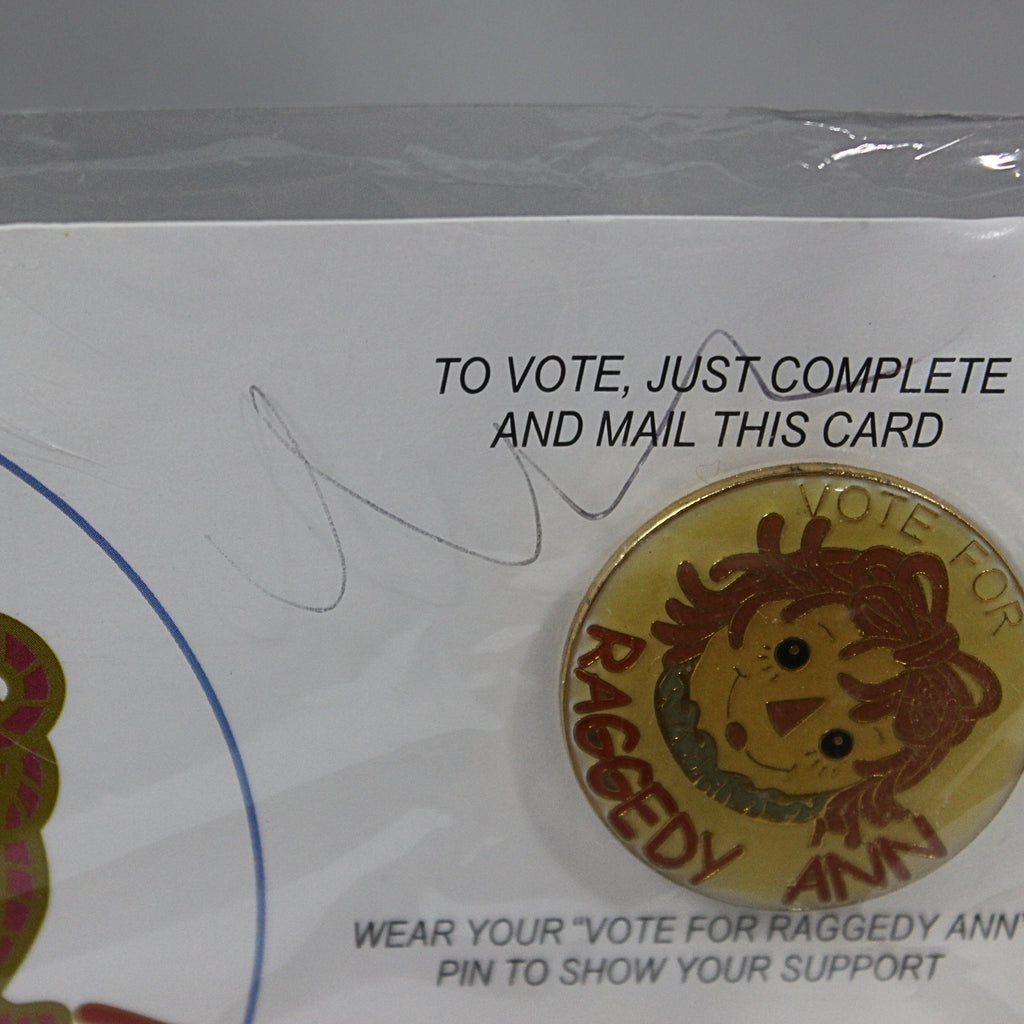 TO VOTE, JUST COMPLETE
AND MAIL THIS CARD
VOTE FOR
RAGGEDY ANN
WEAR YOUR "VOTE FOR RAGGEDY ANN"
PIN TO SHOW YOUR SUPPORT